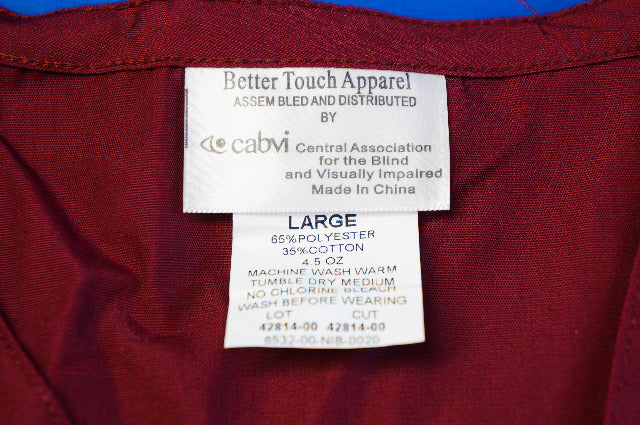 Better Touch Apparel
ASSEMBLED AND DISTRIBUTED
BY
cabvi Central Association
for the Blind
and Visually Impaired
Made In China
LARGE
65%POLYESTER
35%COTTON
4.5 OZ
MACHINE WASH WARM
TUMBLE DRY MEDIUM
NO CHLORINE BLEACH
WASH BEFORE WEARING
LOT CUT
42814-00 42814-00
6532-00-NIB-0020